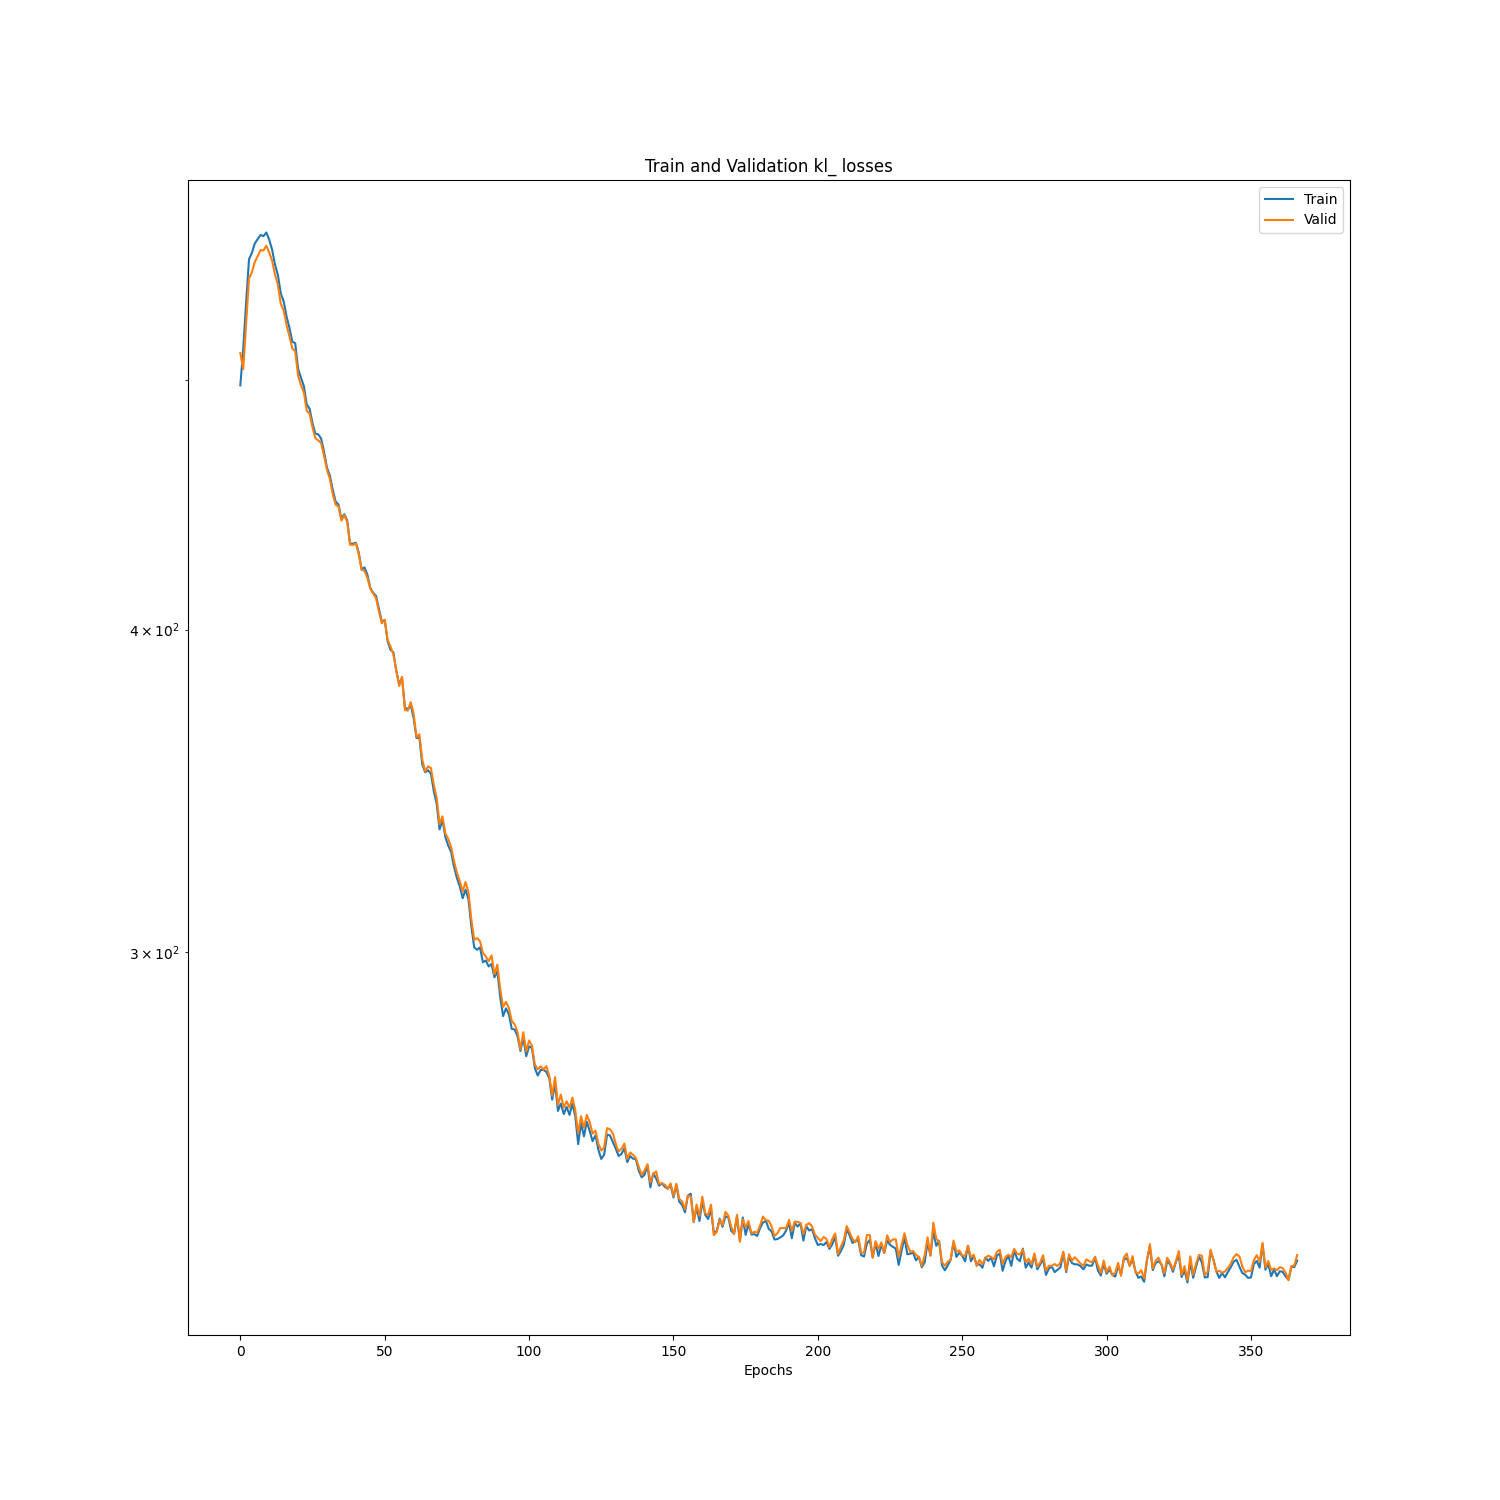 Train and Validation kl_ losses
Train
Valid
4 × 10²
3 × 10²
0 50 100 150 200 250 300 350
Epochs